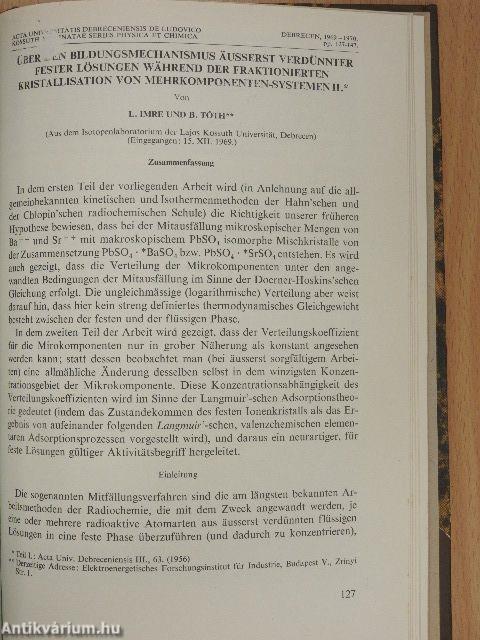 ACTA UNIVERSITATIS DEBRECENIENSIS DE LUDOVICO
KOSSUTH NOMINATAE SERIES PHYSICA ET CHIMICA
DEBRECEN, 1969–1970.
pp. 127-147.
ÜBER DEN BILDUNGSMECHANISMUS ÄUSSERST VERDÜNNTER
FESTER LÖSUNGEN WÄHREND DER FRAKTIONIERTEN
KRISTALLISATION VON MEHRKOMPONENTEN-SYSTEMEN II.*
Von
L. IMRE UND B. TÓTH**
(Aus dem Isotopenlaboratorium der Lajos Kossuth Universität, Debrecen)
(Eingegangen: 15. XII. 1969.)
Zusammenfassung
In dem ersten Teil der vorliegenden Arbeit wird (in Anlehnung auf die all-
gemeinbekannten kinetischen und Isothermenmethoden der Hahn'schen und
der Chlopin'schen radiochemischen Schule) die Richtigkeit unserer früheren
Hypothese bewiesen, dass bei der Mitausfällung mikroskopischer Mengen von
Ba⁺⁺ und Sr⁺⁺ mit makroskopischem PbSO₄ isomorphe Mischkristalle von
der Zusammensetzung PbSO₄ · *BaSO₄ bzw. PbSO₄ · *SrSO₄ entstehen. Es wird
auch gezeigt, dass die Verteilung der Mikrokomponenten unter den ange-
wandten Bedingungen der Mitausfällung im Sinne der Doerner-Hoskins'schen
Gleichung erfolgt. Die ungleichmässige (logarithmische) Verteilung aber weist
darauf hin, dass hier kein streng definiertes thermodynamisches Gleichgewicht
besteht zwischen der festen und der flüssigen Phase.
In dem zweiten Teil der Arbeit wird gezeigt, dass der Verteilungskoeffizient
für die Mirokomponenten nur in grober Näherung als konstant angesehen
werden kann; statt dessen beobachtet man (bei äusserst sorgfältigem Arbei-
ten) eine allmähliche Änderung desselben selbst in dem winzigsten Konzen-
trationsgebiet der Mikrokomponente. Diese Konzentrationsabhängigkeit des
Verteilungskoeffizienten wird im Sinne der Langmuir'-schen Adsorptionstheo-
rie gedeutet (indem das Zustandekommen des festen Ionenkristalls als das Er-
gebnis von aufeinander folgenden Langmuir'-schen, valenzchemischen elemen-
taren Adsorptionsprozessen vorgestellt wird), und daraus ein neurartiger, für
feste Lösungen gültiger Aktivitätsbegriff hergeleitet.
Einleitung
Die sogenannten Mitfällungsverfahren sind die am längsten bekannten Ar-
beitsmethoden der Radiochemie, die mit dem Zweck angewandt werden, je
eine oder mehrere radioaktive Atomarten aus äusserst verdünnten flüssigen
Lösungen in eine feste Phase überzuführen (und dadurch zu konzentrieren),
* Teil I.: Acta Univ. Debreceniensis III., 63. (1956)
** Derzeitige Adresse: Elektroenergetisches Forschungsinstitut für Industrie, Budapest V., Zrinyi
Str. 1.
127
Antikvárium.hu